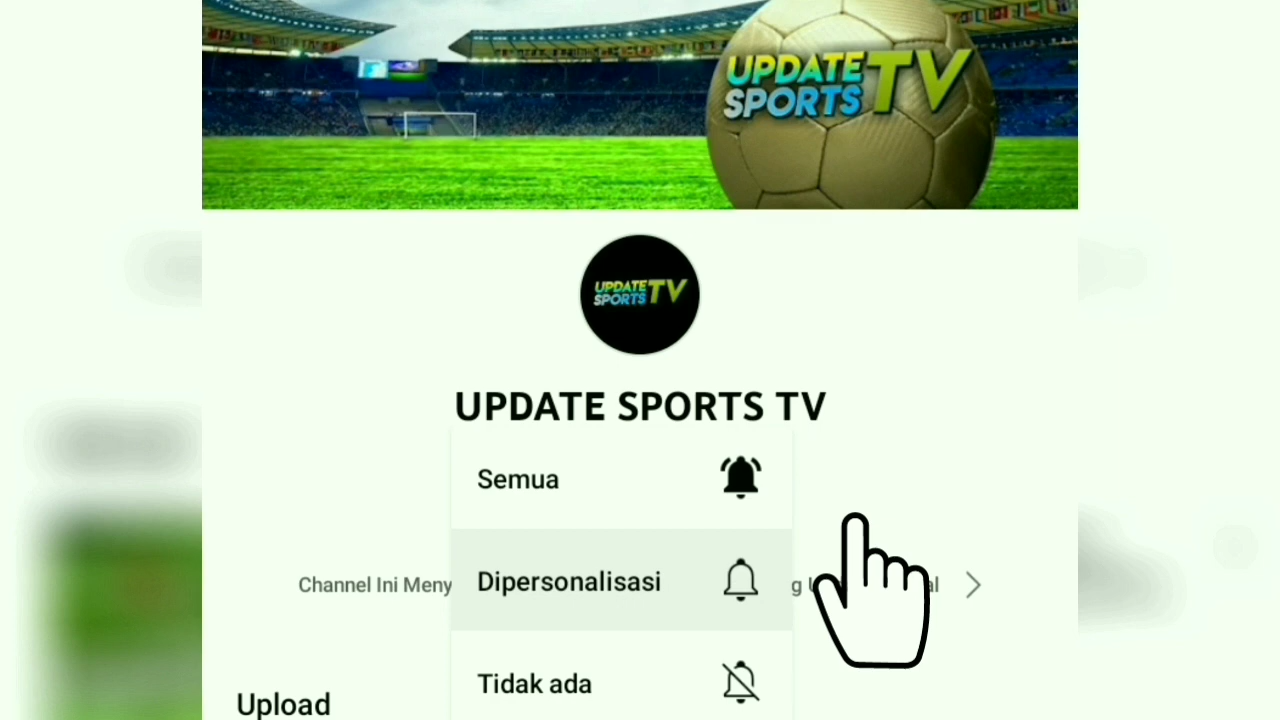 UPDATE
SPORTS TV
UPDATE
SPORTS TV
UPDATE SPORTS TV
Semua
Channel Ini Meny
Dipersonalisasi
Tidak ada
Upload